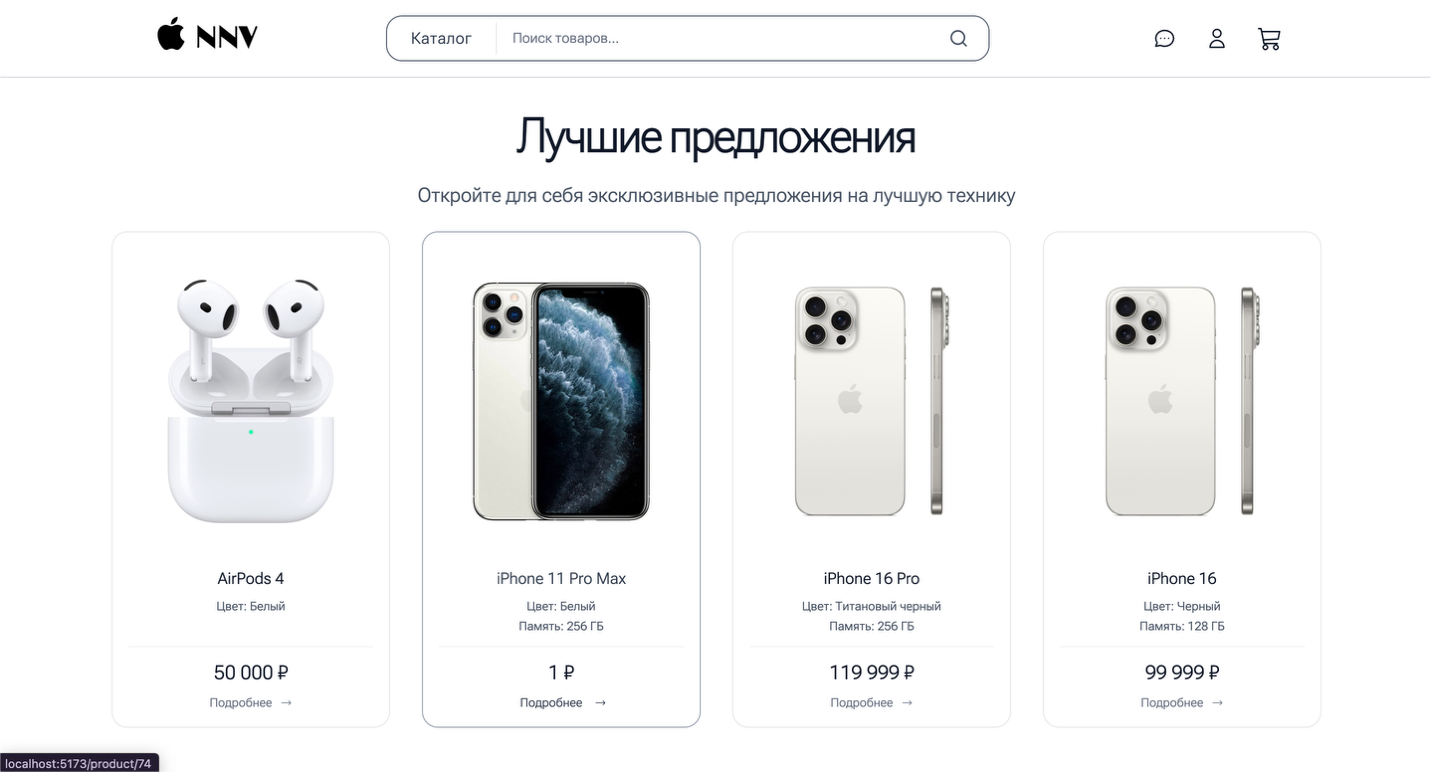 NNV
Каталог
Поиск товаров...
Лучшие предложения
Откройте для себя эксклюзивные предложения на лучшую технику
AirPods 4
Цвет: Белый
50 000 ₽
Подробнее →
iPhone 11 Pro Max
Цвет: Белый
Память: 256 ГБ
1 ₽
Подробнее →
iPhone 16 Pro
Цвет: Титановый черный
Память: 256 ГБ
119 999 ₽
Подробнее →
iPhone 16
Цвет: Черный
Память: 128 ГБ
99 999 ₽
Подробнее →
localhost:5173/product/74